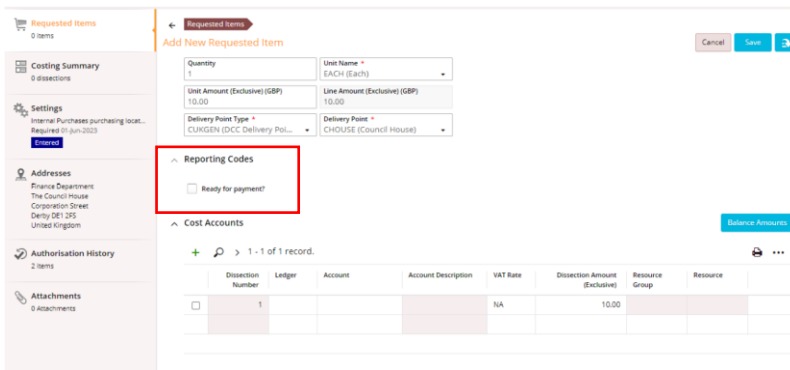 Requested Items
0 items
Costing Summary
0 dissections
Settings
Internal Purchases purchasing locat...
Required 01-Jun-2023
Entered
Addresses
Finance Department
The Council House
Corporation Street
Derby DE1 2FS
United Kingdom
Authorisation History
2 items
Attachments
0 Attachments
Requested Items
Add New Requested Item
Cancel
Save
Quantity
1
Unit Name *
EACH (Each)
Unit Amount (Exclusive) (GBP)
10.00
Line Amount (Exclusive) (GBP)
10.00
Delivery Point Type *
CUKGEN (DCC Delivery Poi...
Delivery Point *
CHOUSE (Council House)
Reporting Codes
Ready for payment?
Cost Accounts
Balance Amounts
1 - 1 of 1 record.
Dissection Number
Ledger
Account
Account Description
VAT Rate
Dissection Amount (Exclusive)
Resource Group
Resource
1
NA
10.00